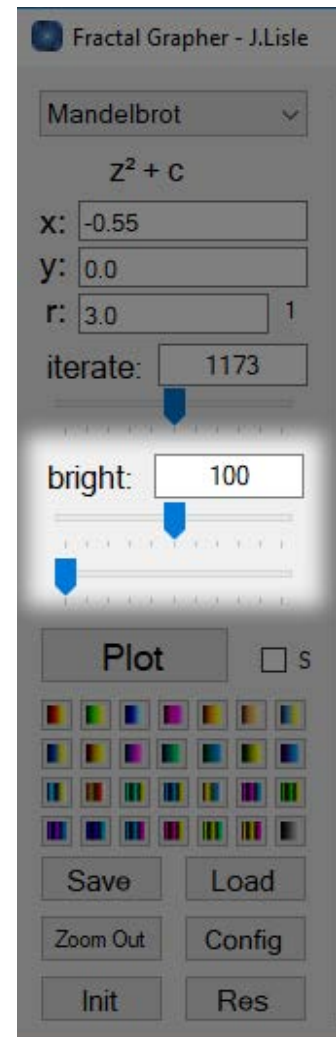 Fractal Grapher - J.Lisle
Mandelbrot
z² + c
x: -0.55
y: 0.0
r: 3.0 1
iterate: 1173
bright: 100
Plot S
Save Load
Zoom Out Config
Init Res